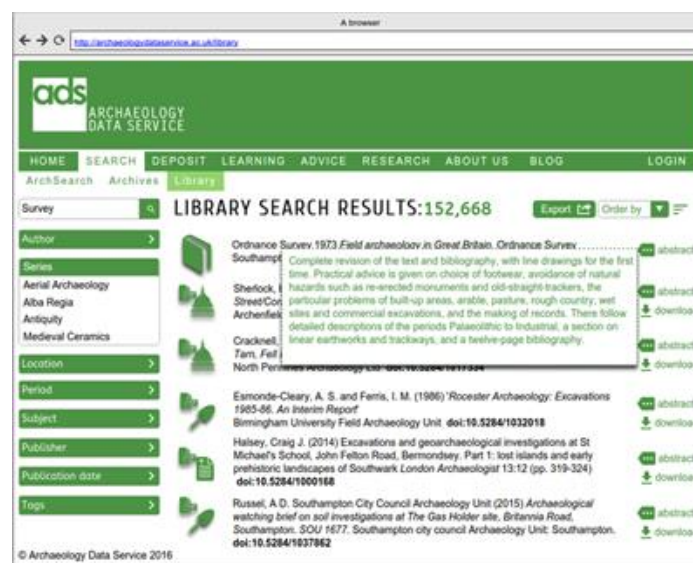 A browser
http://archaeologydataservice.ac.uk/library
ads
ARCHAEOLOGY
DATA SERVICE
HOME SEARCH DEPOSIT LEARNING ADVICE RESEARCH ABOUT US BLOG LOGIN
ArchSearch Archives Library
Survey
LIBRARY SEARCH RESULTS:152,668
Export
Order by
Author
Series
Aerial Archaeology
Alba Regia
Antiquity
Medieval Ceramics
Location
Period
Subject
Publisher
Publication date
Tags
Ordnance Survey 1973 Field archaeology in Great Britain. Ordnance Survey
Southampt
abstract
Complete revision of the text and bibliography, with line drawings for the first
time. Practical advice is given on choice of footwear, avoidance of natural
hazards such as re-erected monuments and old-straight-trackers, the
particular problems of built-up areas, arable, pasture, rough country, wet
sites and commercial excavations, and the making of records. There follow
detailed descriptions of the periods Palaeolithic to Industrial, a section on
linear earthworks and trackways, and a twelve-page bibliography.
Sherlock,
Street/Con
Archenfield
abstract
downloa
Cracknell,
Tarn, Fell
North Pennines Archaeology Ltd
abstract
downloa
Esmonde-Cleary, A. S. and Ferris, I. M. (1986) 'Rocester Archaeology: Excavations
1985-86. An Interim Report'
Birmingham University Field Archaeology Unit doi:10.5284/1032018
abstract
downloa
Halsey, Craig J. (2014) Excavations and geoarchaeological investigations at St
Michael's School, John Felton Road, Bermondsey. Part 1: lost islands and early
prehistoric landscapes of Southwark London Archaeologist 13:12 (pp. 319-324)
doi:10.5284/1000168
abstract
downloa
Russel, A.D. Southampton City Council Archaeology Unit (2015) Archaeological
watching brief on soil investigations at The Gas Holder site, Britannia Road,
Southampton. SOU 1677. Southampton city council Archaeology Unit: Southampton.
doi:10.5284/1037862
abstract
downloa
© Archaeology Data Service 2016